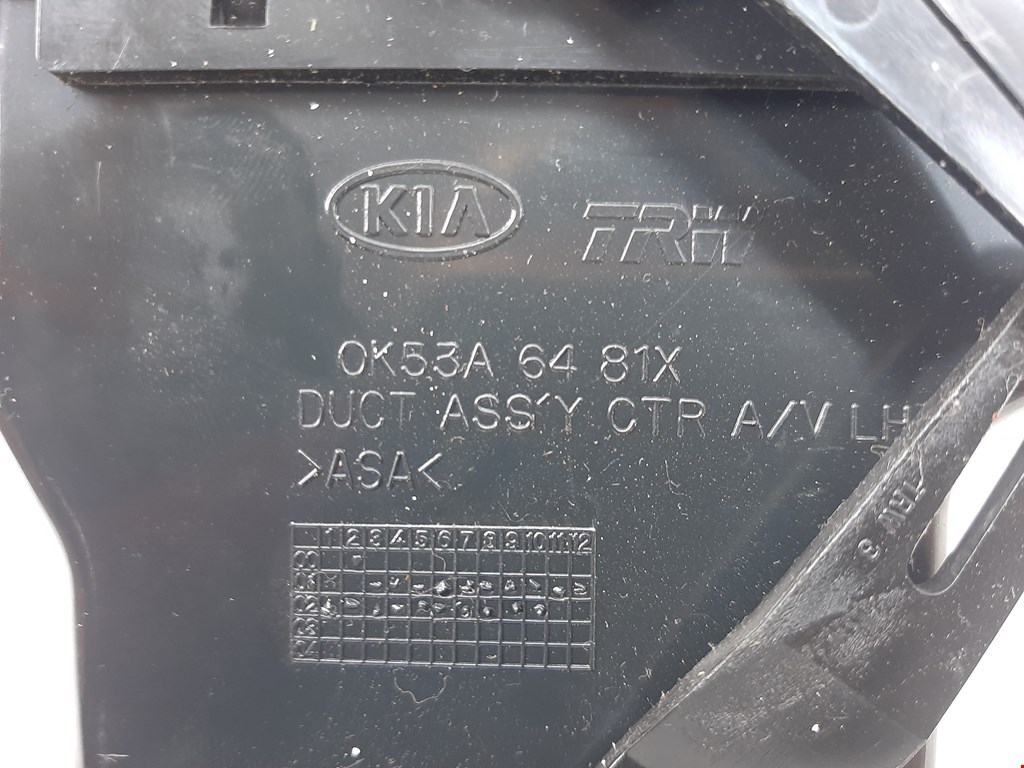 KIA TRW
0K53A 64 81X
DUCT ASS'Y CTR A/V LH
>ASA<
1 2 3 4 5 6 7 8 9 10 11 12